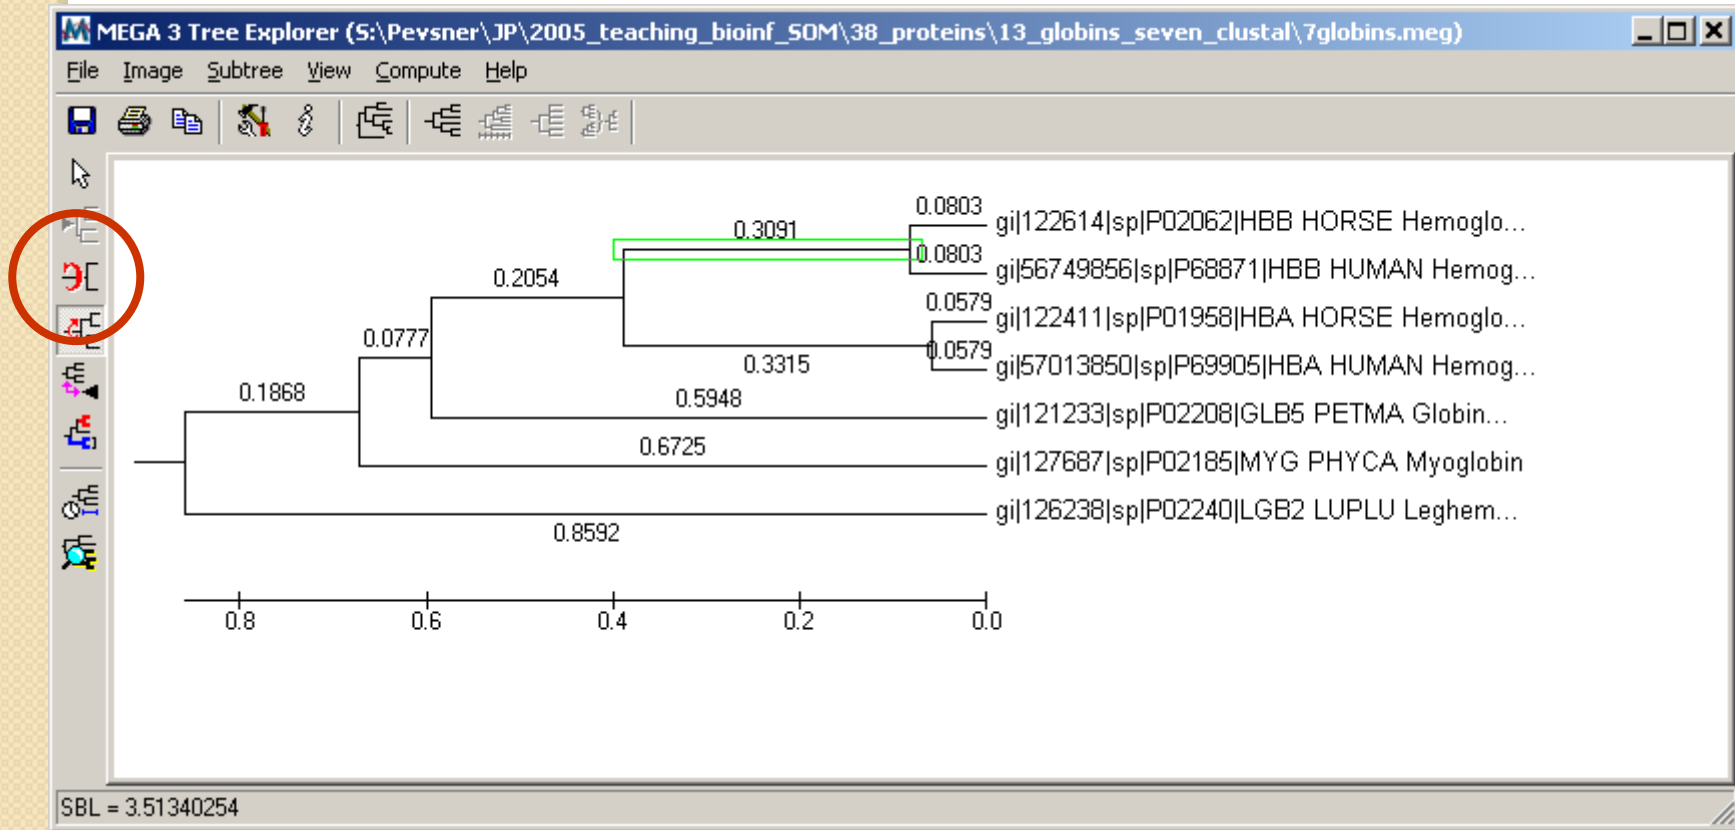 MEGA 3 Tree Explorer (S:\Pevsner\JP\2005_teaching_bioinf_SOM\38_proteins\13_globins_seven_clustal\7globins.meg)
File Image Subtree View Compute Help
0.0803
gi|122614|sp|P02062|HBB HORSE Hemoglo...
0.3091
0.0803
gi|56749856|sp|P68871|HBB HUMAN Hemog...
0.2054
0.0579
gi|122411|sp|P01958|HBA HORSE Hemoglo...
0.0777
0.0579
0.3315
gi|57013850|sp|P69905|HBA HUMAN Hemog...
0.1868
0.5948
gi|121233|sp|P02208|GLB5 PETMA Globin...
0.6725
gi|127687|sp|P02185|MYG PHYCA Myoglobin
gi|126238|sp|P02240|LGB2 LUPLU Leghem...
0.8592
0.8 0.6 0.4 0.2 0.0
SBL = 3.51340254